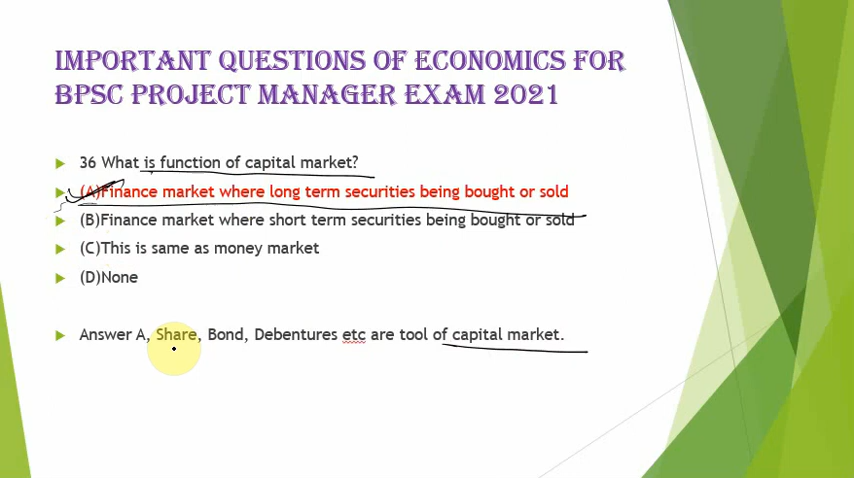 IMPORTANT QUESTIONS OF ECONOMICS FOR
BPSC PROJECT MANAGER EXAM 2021
36 What is function of capital market?
(A)Finance market where long term securities being bought or sold
(B)Finance market where short term securities being bought or sold
(C)This is same as money market
(D)None
Answer A, Share, Bond, Debentures etc are tool of capital market.